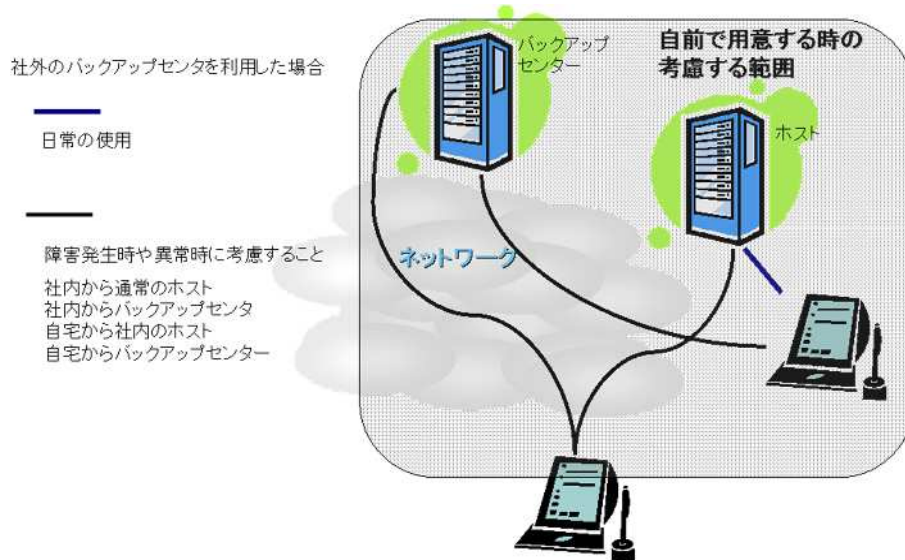 社外のバックアップセンタを利用した場合
日常の使用
障害発生時や異常時に考慮すること
社内から通常のホスト
社内からバックアップセンタ
自宅から社内のホスト
自宅からバックアップセンター
バックアップ
センター
自前で用意する時の
考慮する範囲
ホスト
ネットワーク